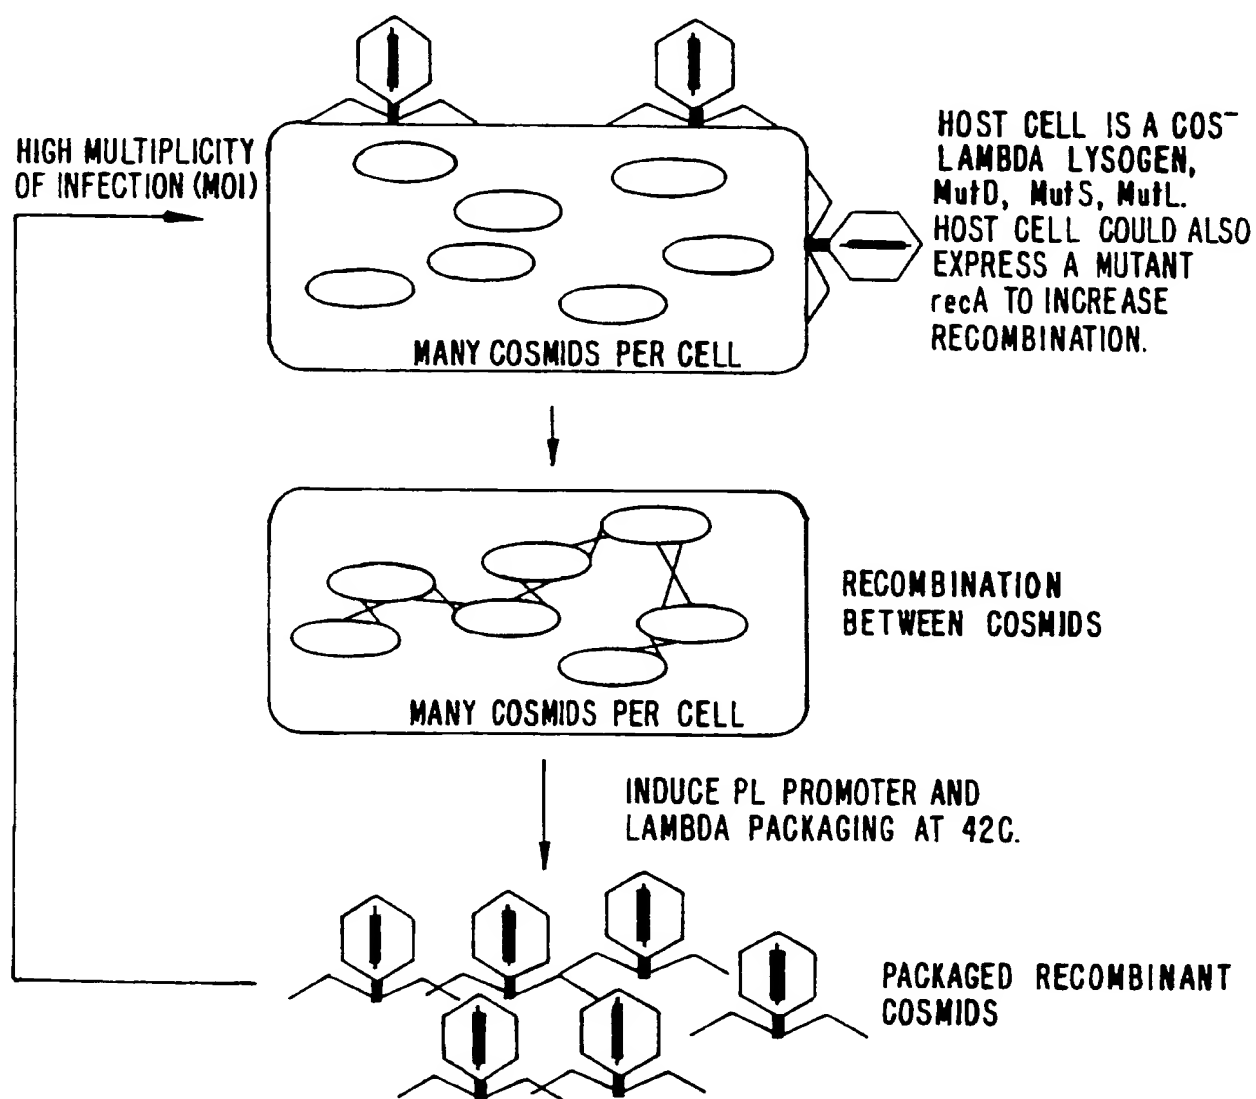 HIGH MULTIPLICITY
OF INFECTION (MOI)
HOST CELL IS A COS⁻
LAMBDA LYSOGEN,
MutD, MutS, MutL.
HOST CELL COULD ALSO
EXPRESS A MUTANT
recA TO INCREASE
RECOMBINATION.
MANY COSMIDS PER CELL
RECOMBINATION
BETWEEN COSMIDS
MANY COSMIDS PER CELL
INDUCE PL PROMOTER AND
LAMBDA PACKAGING AT 42C.
PACKAGED RECOMBINANT
COSMIDS